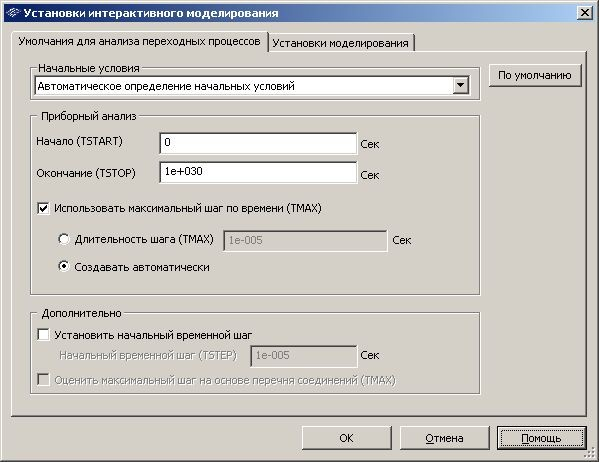 Установки интерактивного моделирования
Умолчания для анализа переходных процессов
Установки моделирования
Начальные условия
Автоматическое определение начальных условий
По умолчанию
Приборный анализ
Начало (TSTART) 0 Сек
Окончание (TSTOP) 1e+030 Сек
Использовать максимальный шаг по времени (TMAX)
Длительность шага (TMAX) 1e-005 Сек
Создавать автоматически
Дополнительно
Установить начальный временной шаг
Начальный временной шаг (TSTEP) 1e-005 Сек
Оценить максимальный шаг на основе перечня соединений (TMAX)
OK Отмена Помощь